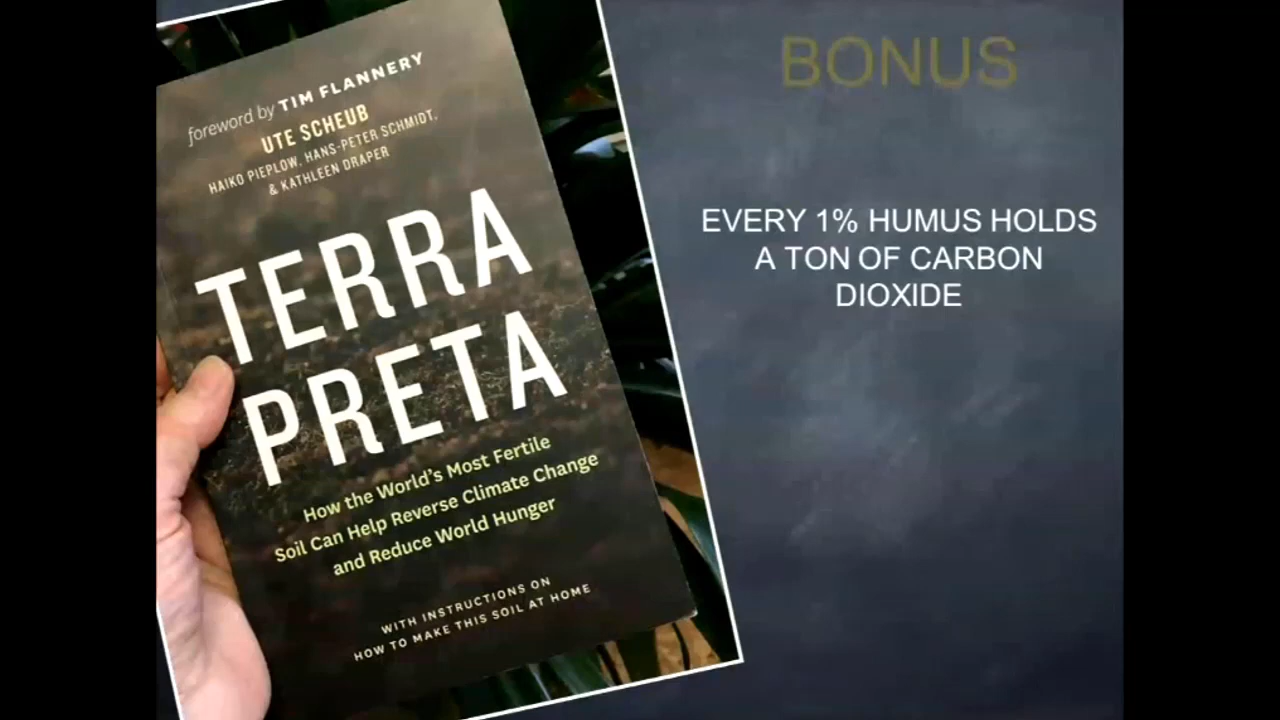 foreword by TIM FLANNERY
UTE SCHEUB
HAIKO PIEPLOW, HANS-PETER SCHMIDT,
& KATHLEEN DRAPER
TERRA
PRETA
How the World's Most Fertile
Soil Can Help Reverse Climate Change
and Reduce World Hunger
WITH INSTRUCTIONS ON
HOW TO MAKE THIS SOIL AT HOME
BONUS
EVERY 1% HUMUS HOLDS
A TON OF CARBON
DIOXIDE